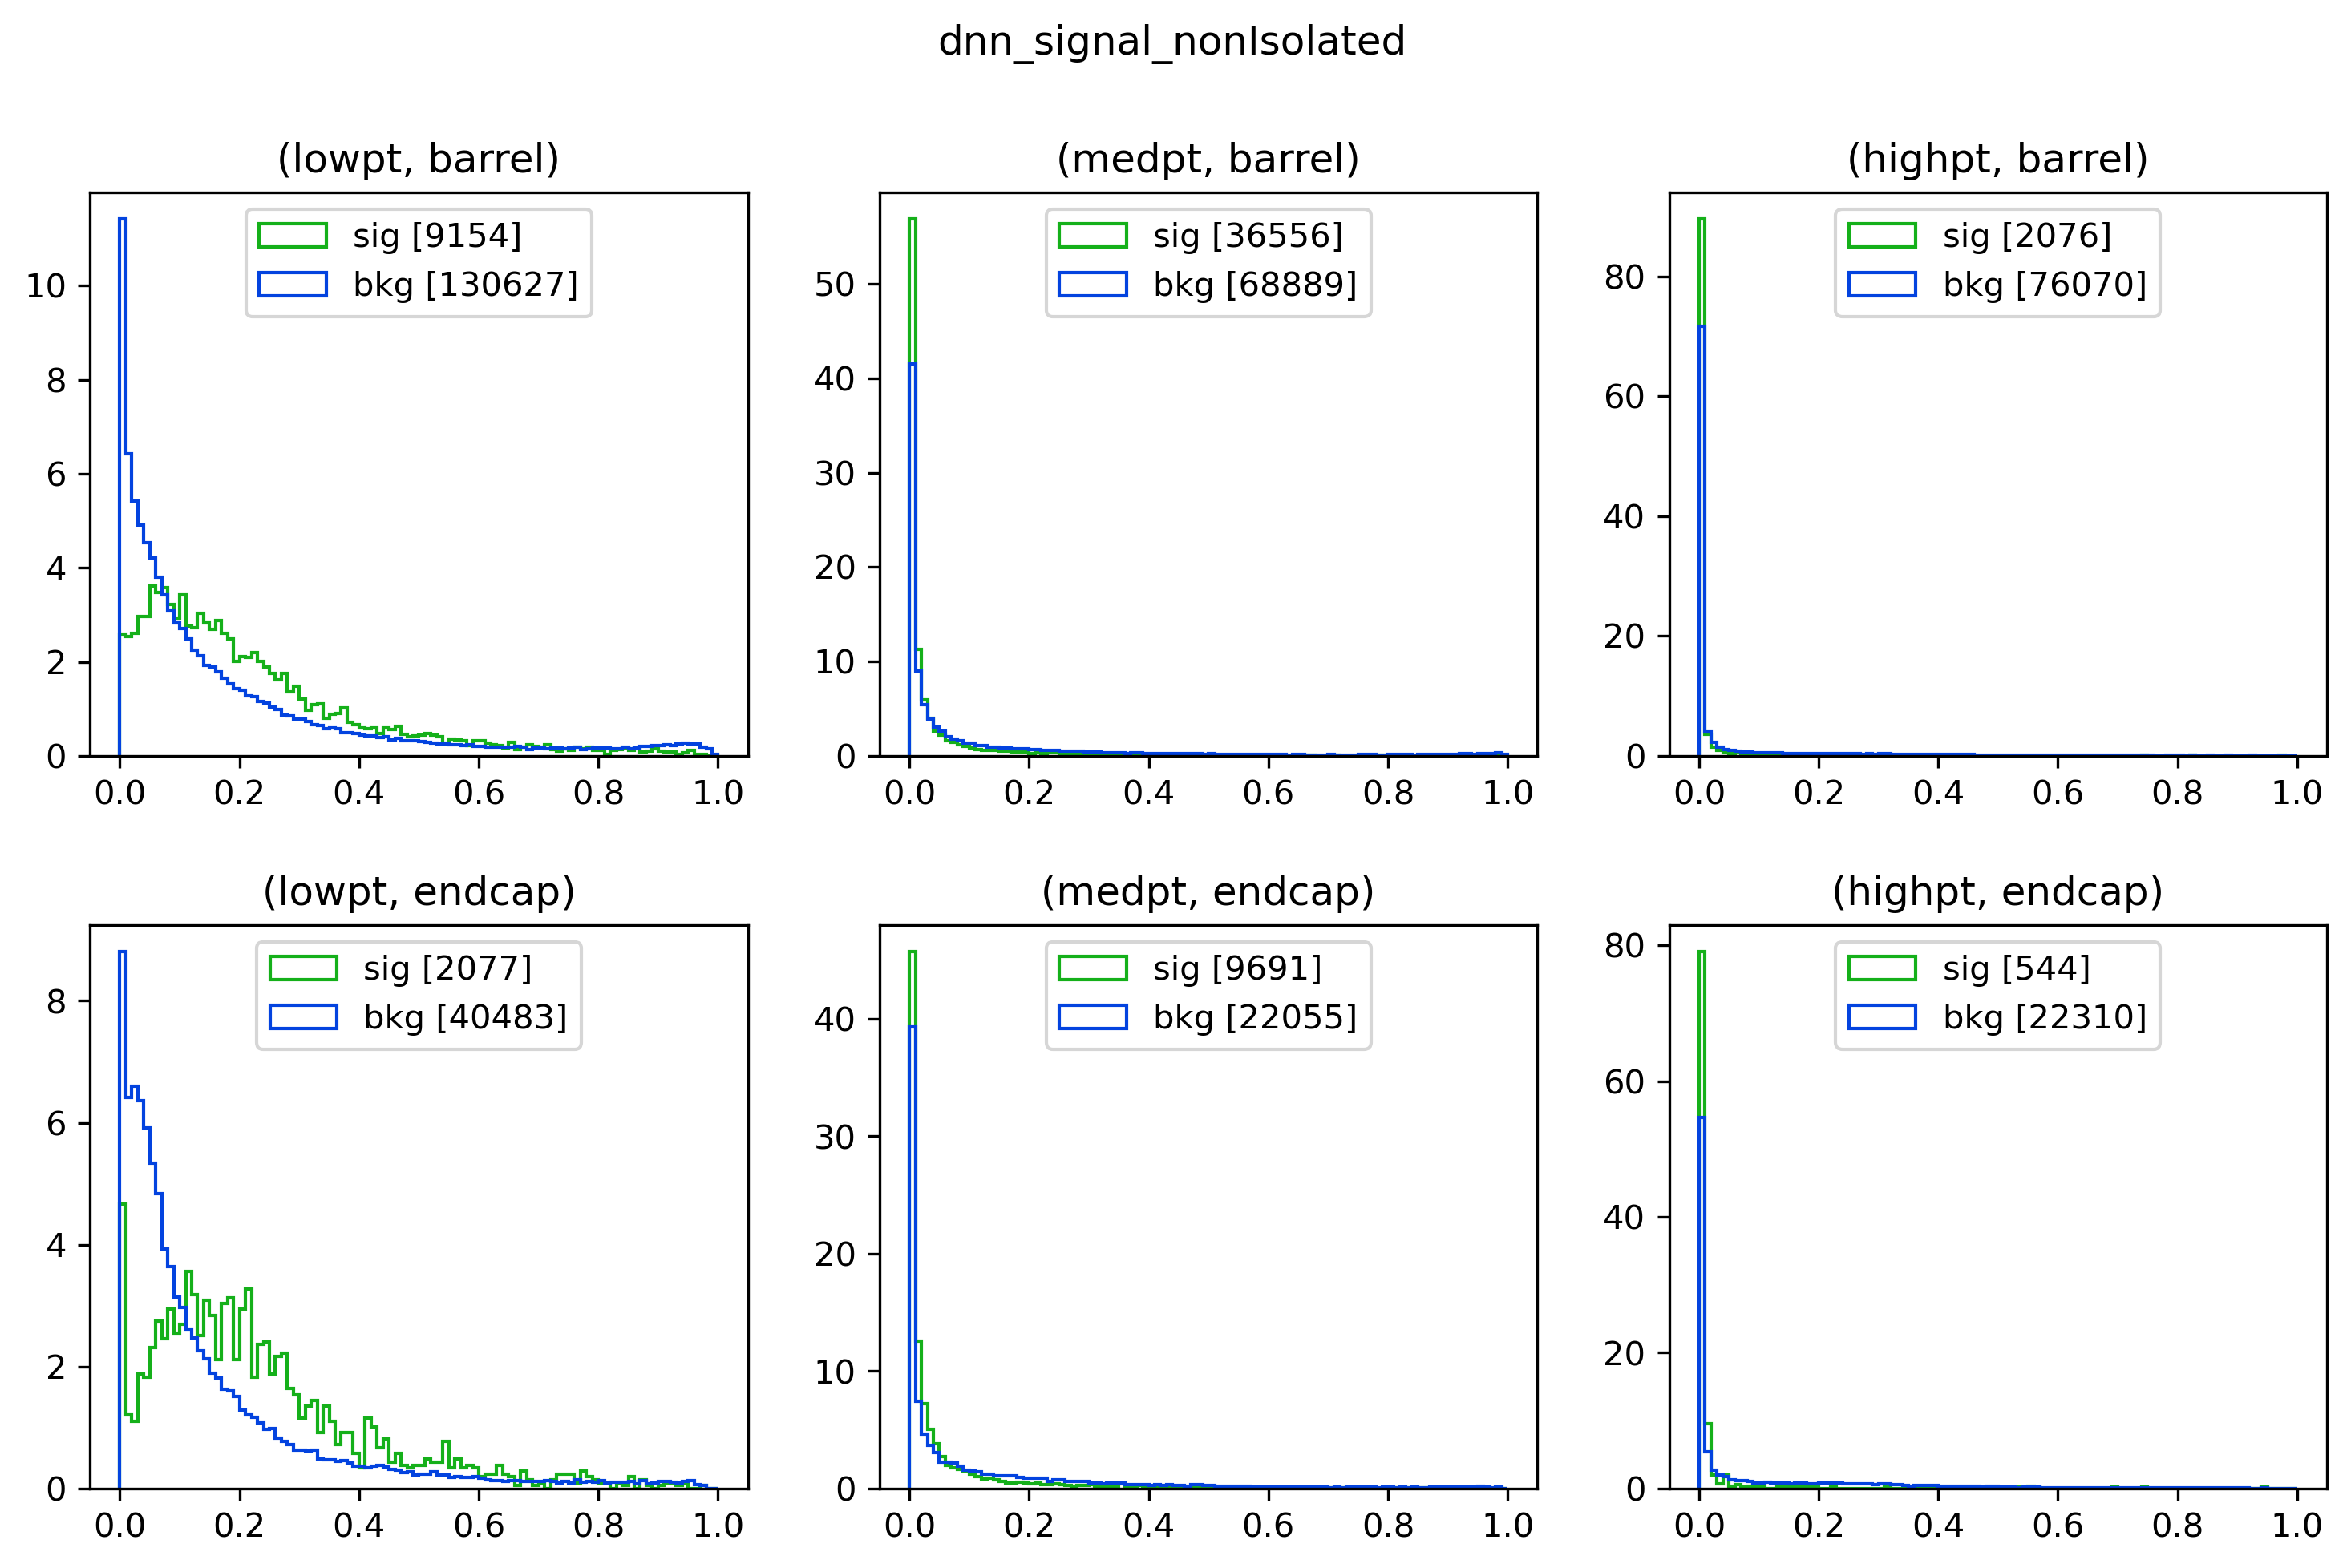 dnn_signal_nonIsolated
(lowpt, barrel)
sig [9154]
bkg [130627]
10
8
6
4
2
0
0.0 0.2 0.4 0.6 0.8 1.0
(medpt, barrel)
sig [36556]
bkg [68889]
50
40
30
20
10
0
0.0 0.2 0.4 0.6 0.8 1.0
(highpt, barrel)
sig [2076]
bkg [76070]
80
60
40
20
0
0.0 0.2 0.4 0.6 0.8 1.0
(lowpt, endcap)
sig [2077]
bkg [40483]
8
6
4
2
0
0.0 0.2 0.4 0.6 0.8 1.0
(medpt, endcap)
sig [9691]
bkg [22055]
40
30
20
10
0
0.0 0.2 0.4 0.6 0.8 1.0
(highpt, endcap)
sig [544]
bkg [22310]
80
60
40
20
0
0.0 0.2 0.4 0.6 0.8 1.0